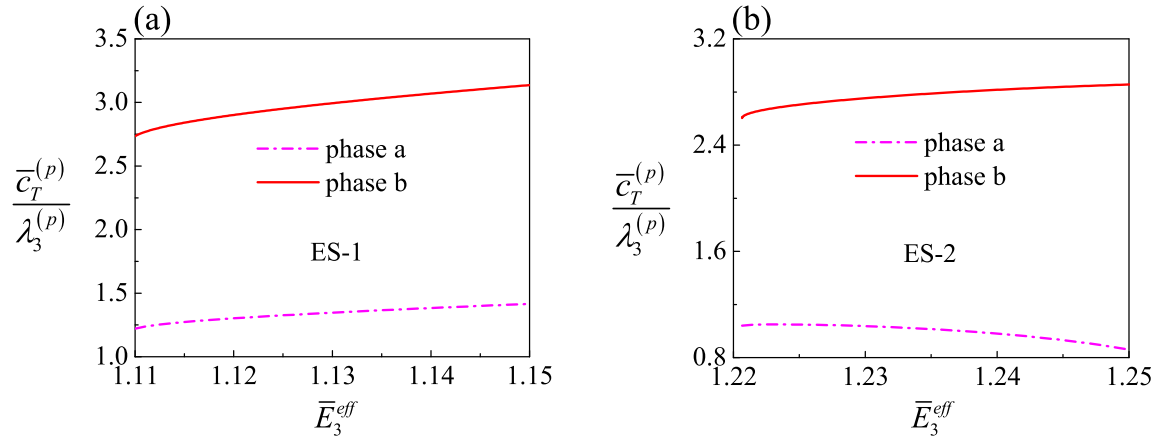 (a)
3.5
3.0
2.5
2.0
1.5
1.0
1.11
1.12
1.13
1.14
1.15
phase a
phase b
ES-1
c̅_T^(p) / λ_3^(p)
E̅_3^eff
(b)
3.2
2.4
1.6
0.8
1.22
1.23
1.24
1.25
phase a
phase b
ES-2
c̅_T^(p) / λ_3^(p)
E̅_3^eff